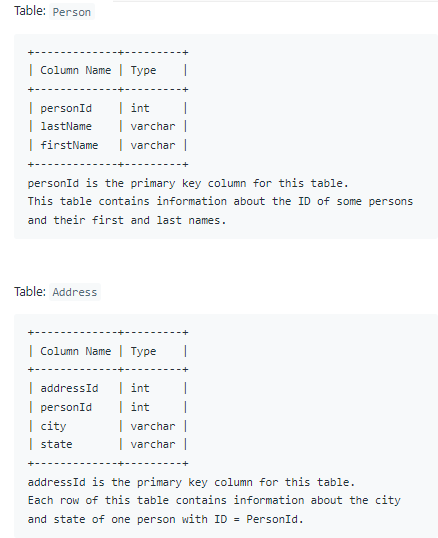 Table: Person
+-------------+---------+
| Column Name | Type    |
+-------------+---------+
| personId    | int     |
| lastName    | varchar |
| firstName   | varchar |
+-------------+---------+
personId is the primary key column for this table.
This table contains information about the ID of some persons
and their first and last names.
Table: Address
+-------------+---------+
| Column Name | Type    |
+-------------+---------+
| addressId   | int     |
| personId    | int     |
| city        | varchar |
| state       | varchar |
+-------------+---------+
addressId is the primary key column for this table.
Each row of this table contains information about the city
and state of one person with ID = PersonId.